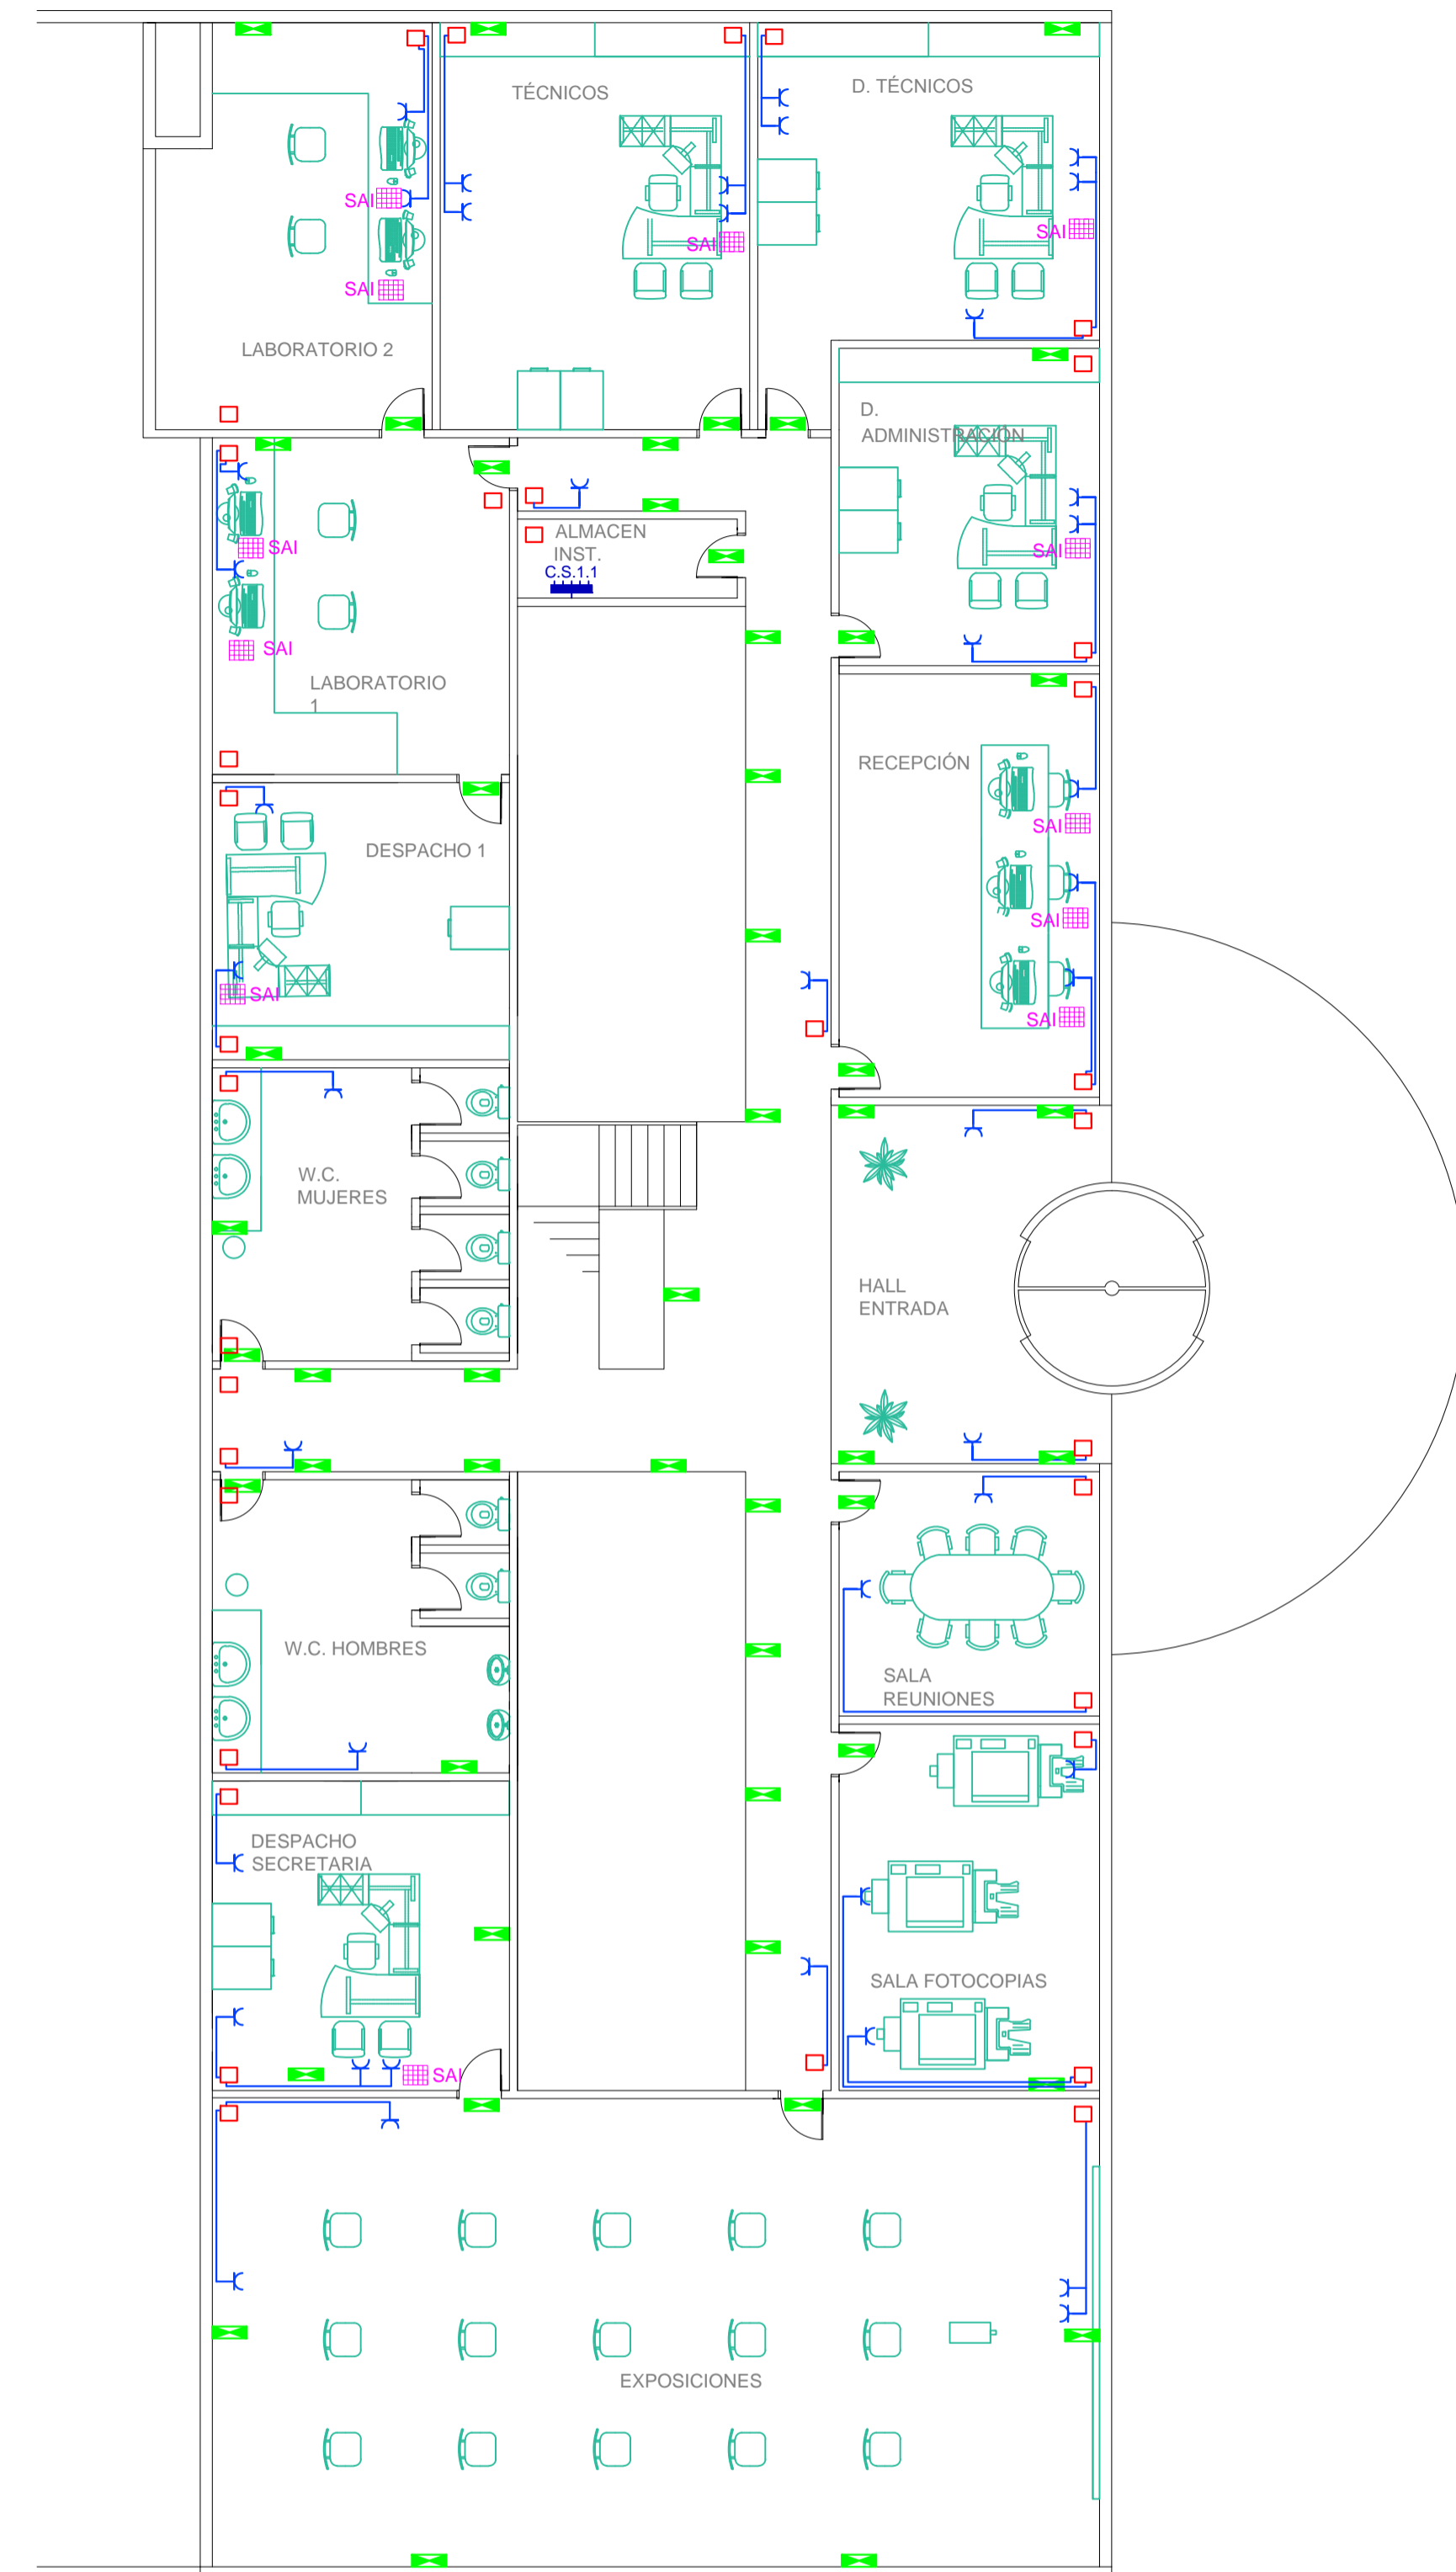 TÉCNICOS
D. TÉCNICOS
SAI
SAI
SAI
SAI
LABORATORIO 2
D.
ADMINISTRACIÓN
ALMACEN
INST.
C.S.1.1
SAI
SAI
SAI
LABORATORIO
1
RECEPCIÓN
SAI
DESPACHO 1
SAI
SAI
SAI
W.C.
MUJERES
HALL
ENTRADA
W.C. HOMBRES
SALA
REUNIONES
DESPACHO
SECRETARIA
SALA FOTOCOPIAS
SAI
EXPOSICIONES